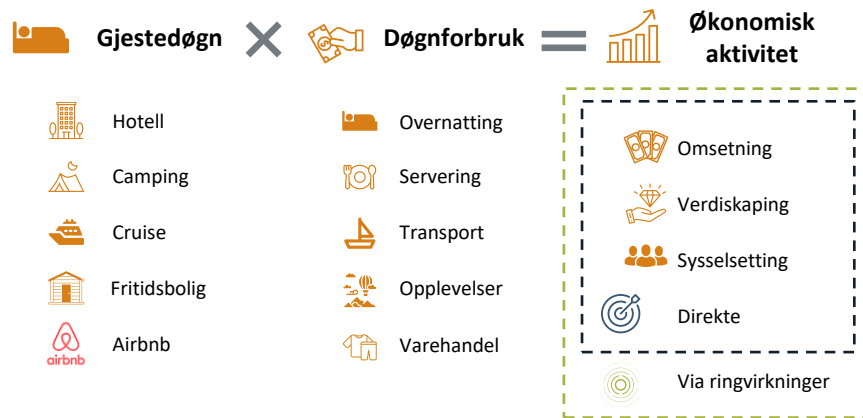 Gjestedøgn
Døgnforbruk
Økonomisk
aktivitet
Hotell
Camping
Cruise
Fritidsbolig
airbnb
Airbnb
Overnatting
Servering
Transport
Opplevelser
Varehandel
Omsetning
Verdiskaping
Sysselsetting
Direkte
Via ringvirkninger